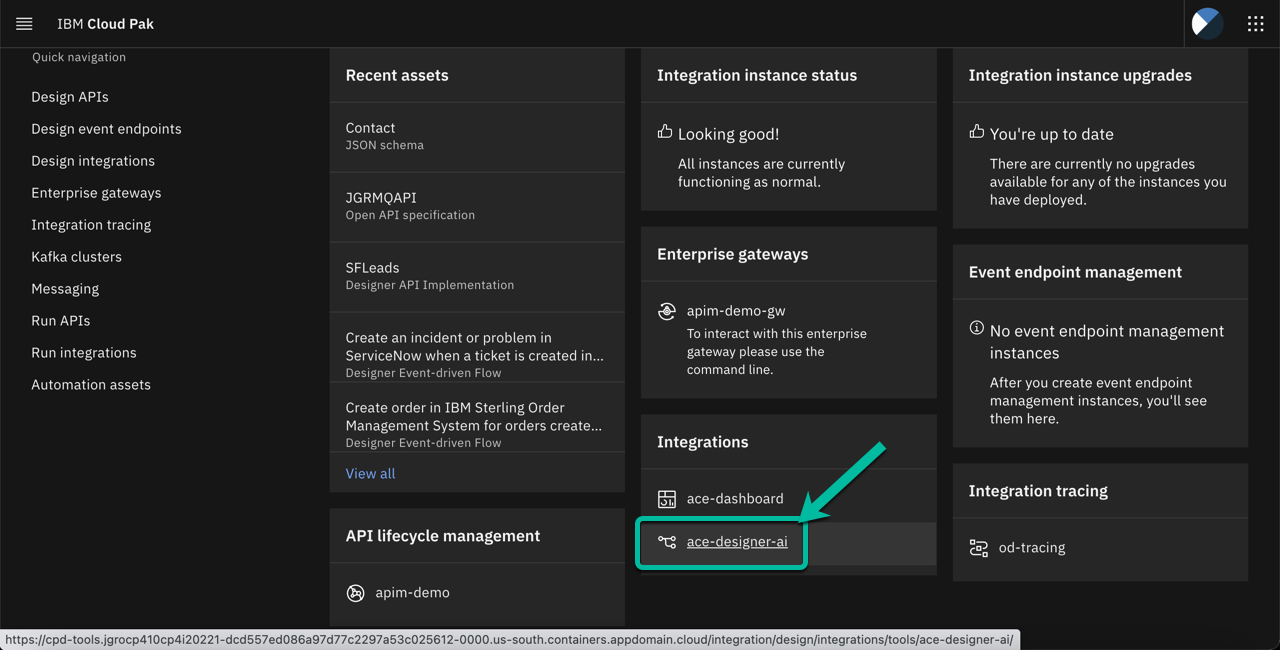 IBM Cloud Pak
Quick navigation
Design APIs
Design event endpoints
Design integrations
Enterprise gateways
Integration tracing
Kafka clusters
Messaging
Run APIs
Run integrations
Automation assets
Recent assets
Contact
JSON schema
JGRMQAPI
Open API specification
SFLeads
Designer API Implementation
Create an incident or problem in
ServiceNow when a ticket is created in...
Designer Event-driven Flow
Create order in IBM Sterling Order
Management System for orders create...
Designer Event-driven Flow
View all
API lifecycle management
apim-demo
Integration instance status
Looking good!
All instances are currently
functioning as normal.
Enterprise gateways
apim-demo-gw
To interact with this enterprise
gateway please use the
command line.
Integrations
ace-dashboard
ace-designer-ai
Integration instance upgrades
You're up to date
There are currently no upgrades
available for any of the instances you
have deployed.
Event endpoint management
No event endpoint management
instances
After you create event endpoint
management instances, you'll see
them here.
Integration tracing
od-tracing
https://cpd-tools.jgrocp410cp4i20221-dcd557ed086a97d77c2297a53c025612-0000.us-south.containers.appdomain.cloud/integration/design/integrations/tools/ace-designer-ai/